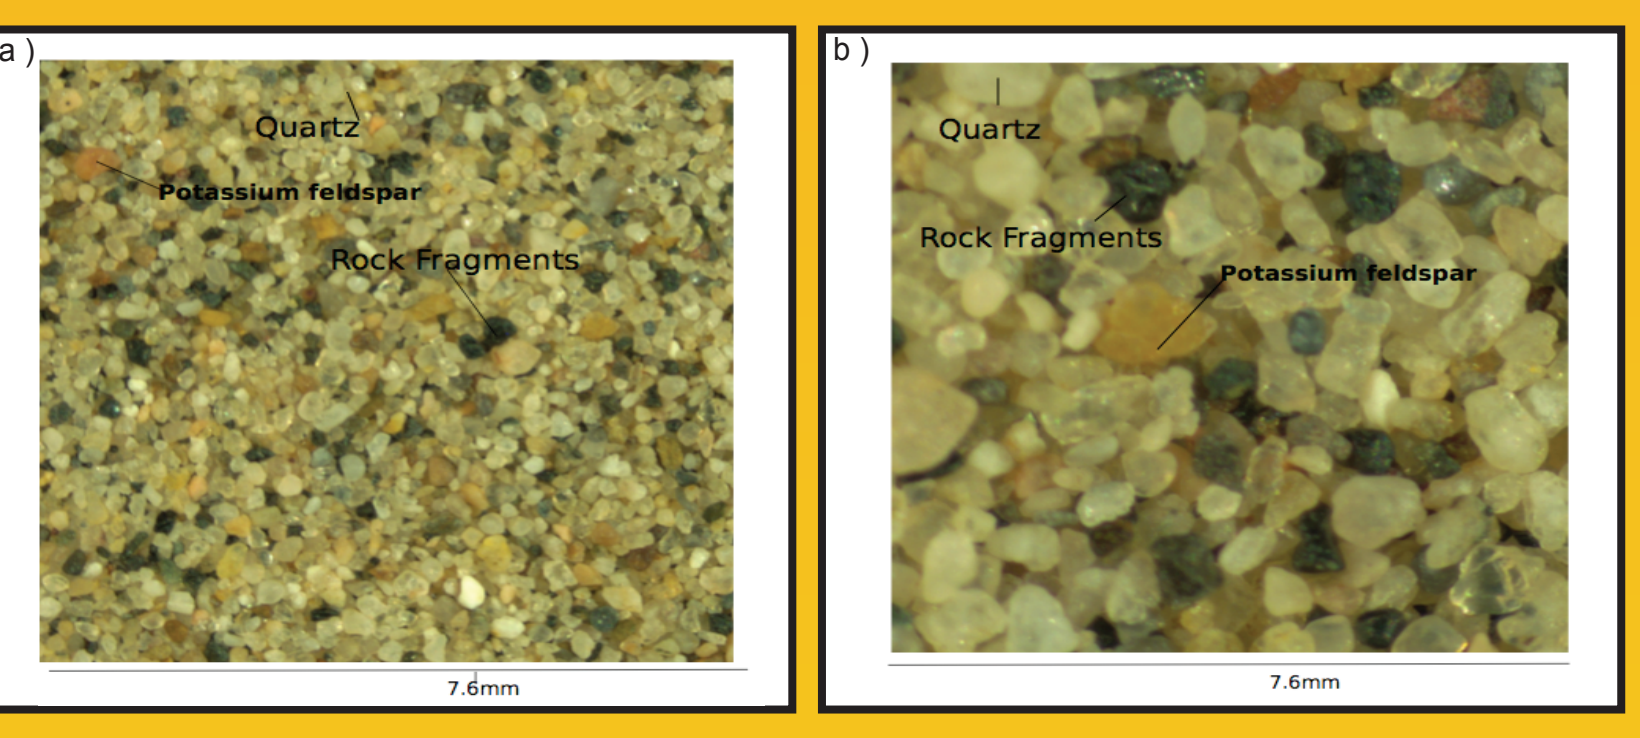 a )
Quartz
Potassium feldspar
Rock Fragments
7.6mm
b )
Quartz
Rock Fragments
Potassium feldspar
7.6mm